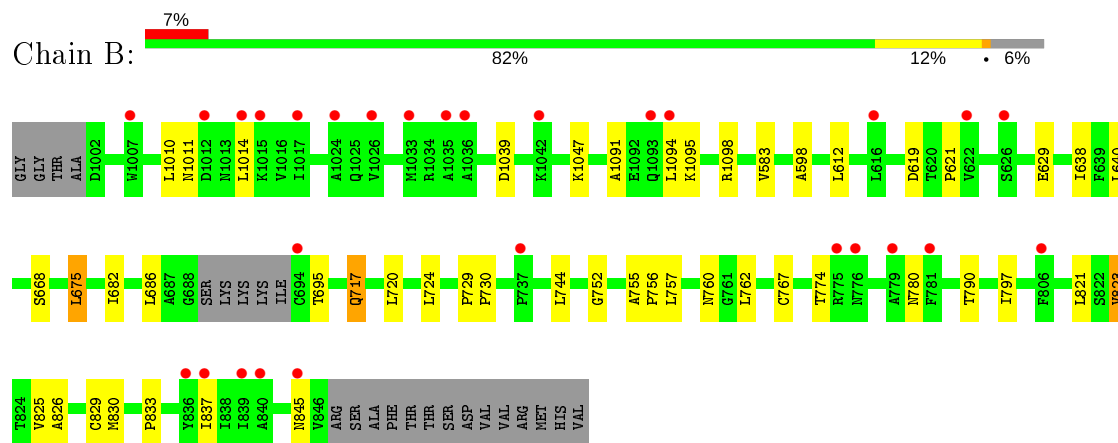 7%
Chain B:
82% 12% • 6%
GLY GLY THR ALA D1002 W1007 L1010 N1011 D1012 N1013 L1014 K1015 V1016 I1017 A1024 Q1025 V1026 M1033 R1034 A1035 A1036 D1039 K1042 K1047 A1091 E1092 Q1093 L1094 K1095 R1098 V583 A598 L612 L616 D619 T620 P621 V622 S626 E629 I638 F639 L640
S668 L675 I682 L686 A687 G688 SER LYS LYS LYS ILE C694 T695 Q717 L720 L724 P729 P730 P737 L744 G752 A755 P756 L757 N760 G761 L762 C767 T774 R775 N776 A779 N780 F781 T790 I797 F806 L821 S822 V823
T824 V825 A826 C829 M830 P833 Y836 I837 I838 I839 A840 N845 V846 ARG SER ALA PHE THR THR SER ASP VAL VAL ARG MET HIS VAL